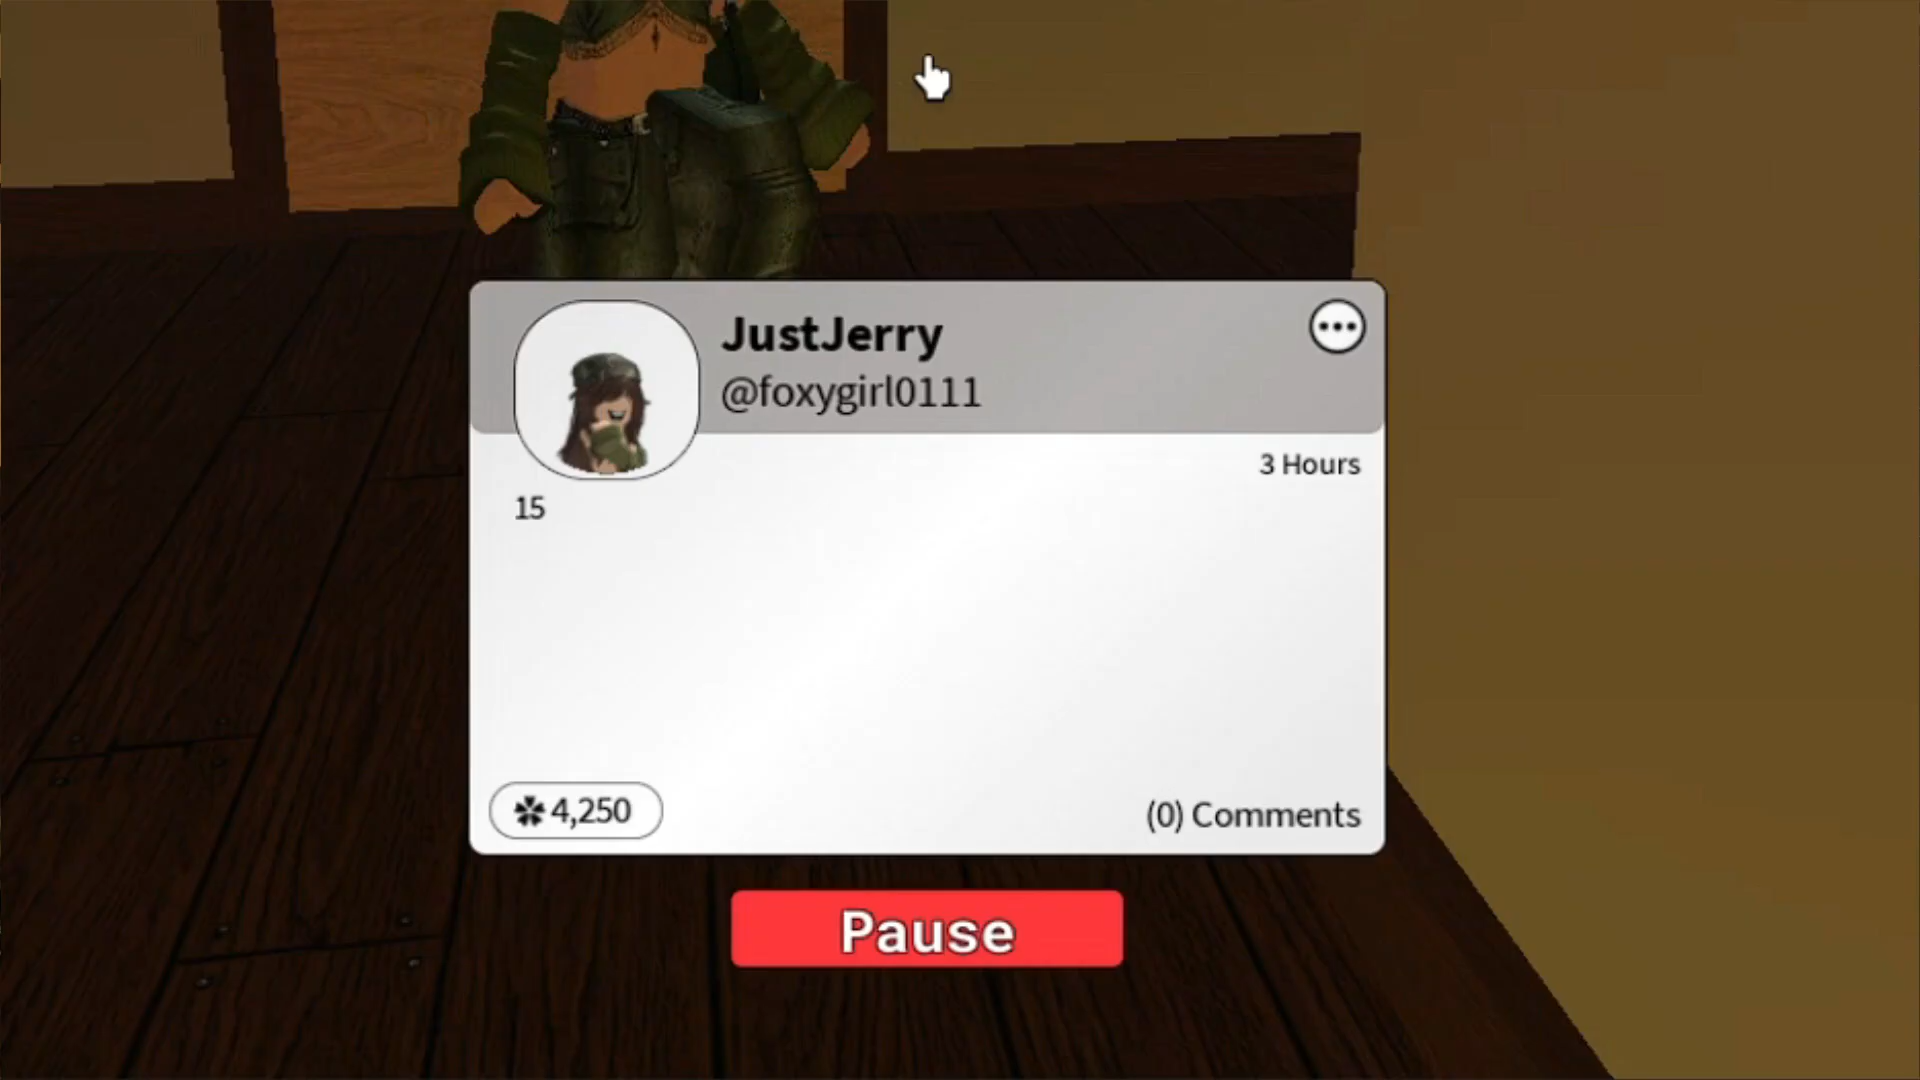 JustJerry
@foxygirl0111
3 Hours
15
4,250
(0) Comments
Pause